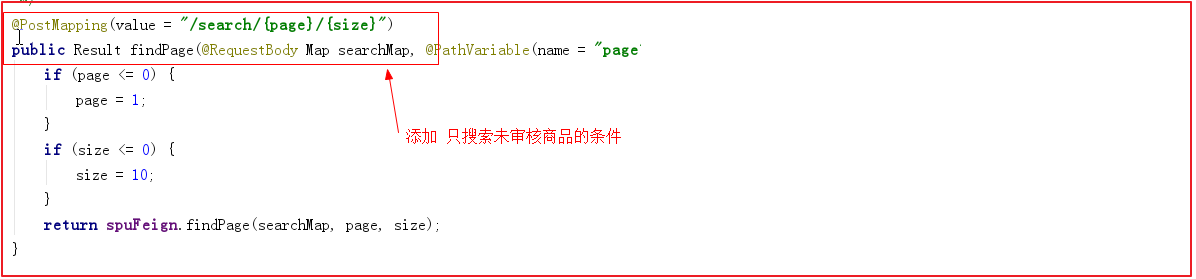 @PostMapping(value = "/search/{page}/{size}")
public Result findPage(@RequestBody Map searchMap, @PathVariable(name = "page
if (page <= 0) {
page = 1;
}
添加 只搜索未审核商品的条件
if (size <= 0) {
size = 10;
}
return spuFeign.findPage(searchMap, page, size);
}